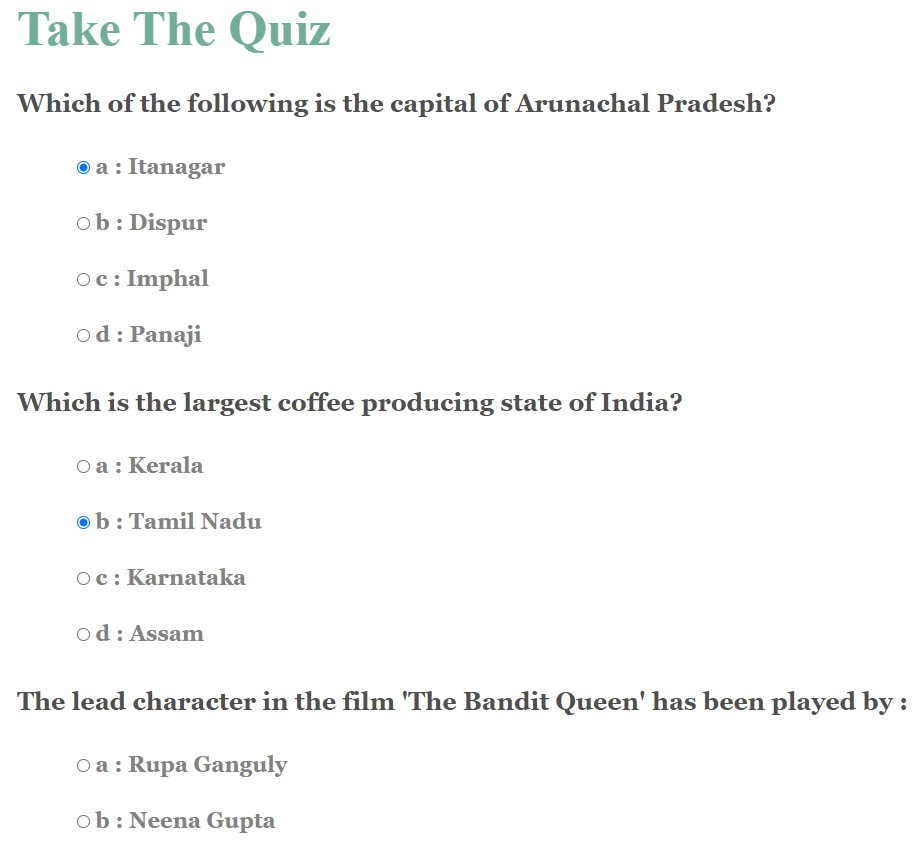 Take The Quiz
Which of the following is the capital of Arunachal Pradesh?
a : Itanagar
b : Dispur
c : Imphal
d : Panaji
Which is the largest coffee producing state of India?
a : Kerala
b : Tamil Nadu
c : Karnataka
d : Assam
The lead character in the film 'The Bandit Queen' has been played by :
a : Rupa Ganguly
b : Neena Gupta